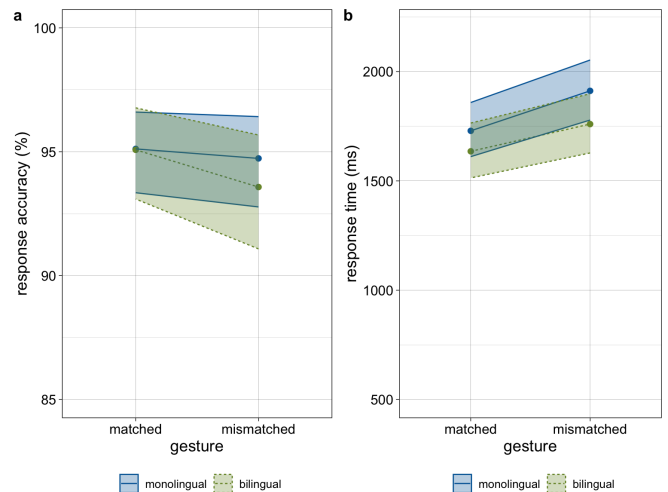 a
response accuracy (%)
100
95
90
85
matched
mismatched
gesture
monolingual
bilingual
b
response time (ms)
2000
1500
1000
500
matched
mismatched
gesture
monolingual
bilingual